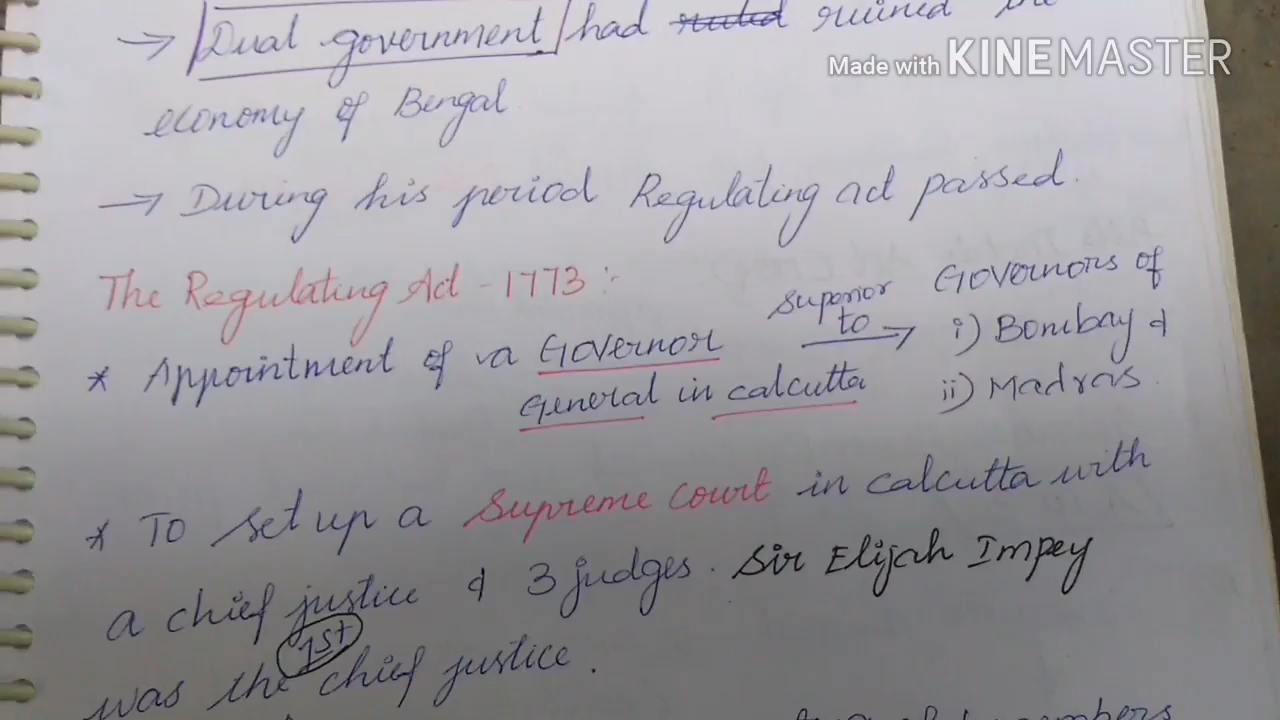 → Dual government had ruined the
Made with KINEMASTER
economy of Bengal
→ During his period Regulating act passed.
The Regulating Act - 1773 :-
* Appointment of a Governor General in calcutta superior to → Governors of
i) Bombay &
ii) Madras.
* To set up a Supreme court in calcutta with
a chief justice & 3 judges. Sir Elijah Impey
was the 1st chief justice.
members